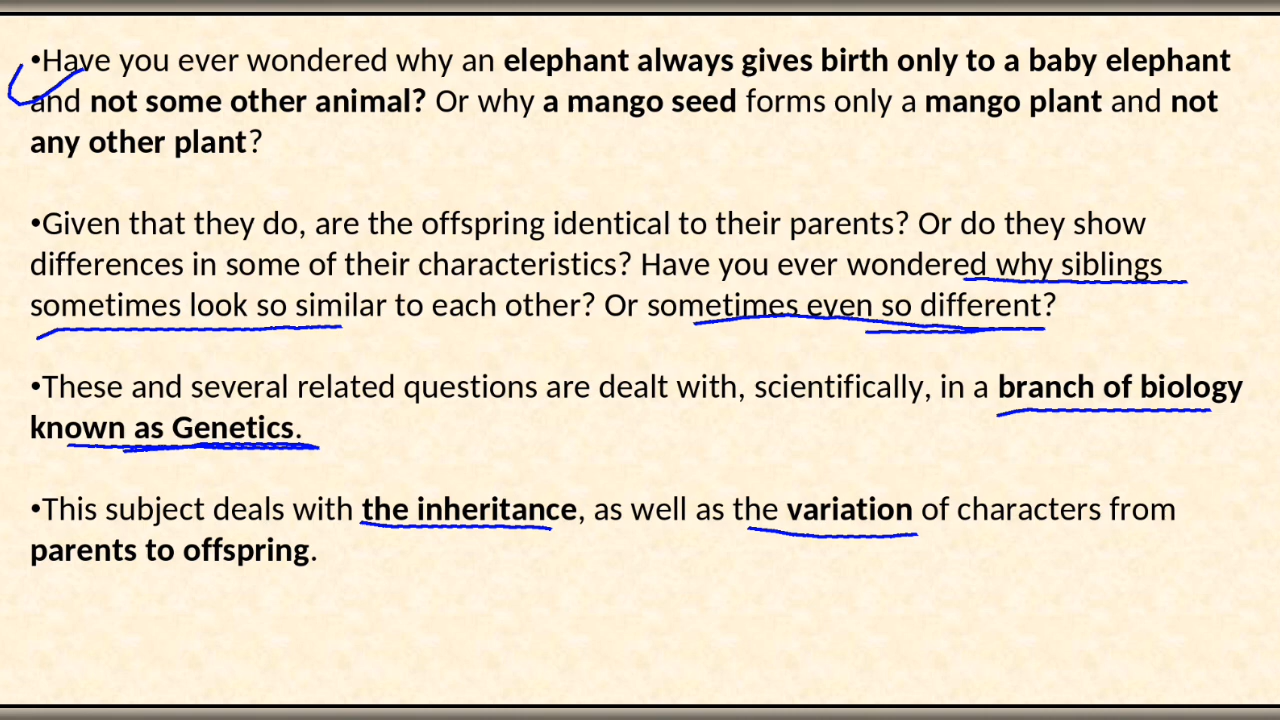 •Have you ever wondered why an elephant always gives birth only to a baby elephant
and not some other animal? Or why a mango seed forms only a mango plant and not
any other plant?
•Given that they do, are the offspring identical to their parents? Or do they show
differences in some of their characteristics? Have you ever wondered why siblings
sometimes look so similar to each other? Or sometimes even so different?
•These and several related questions are dealt with, scientifically, in a branch of biology
known as Genetics.
•This subject deals with the inheritance, as well as the variation of characters from
parents to offspring.